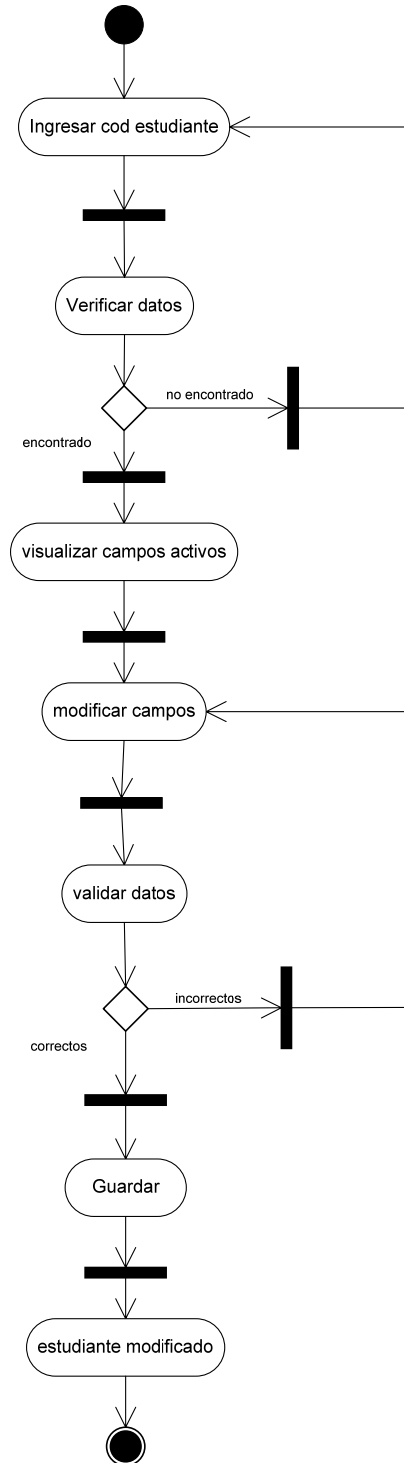 Ingresar cod estudiante
Verificar datos
no encontrado
encontrado
visualizar campos activos
modificar campos
validar datos
incorrectos
correctos
Guardar
estudiante modificado